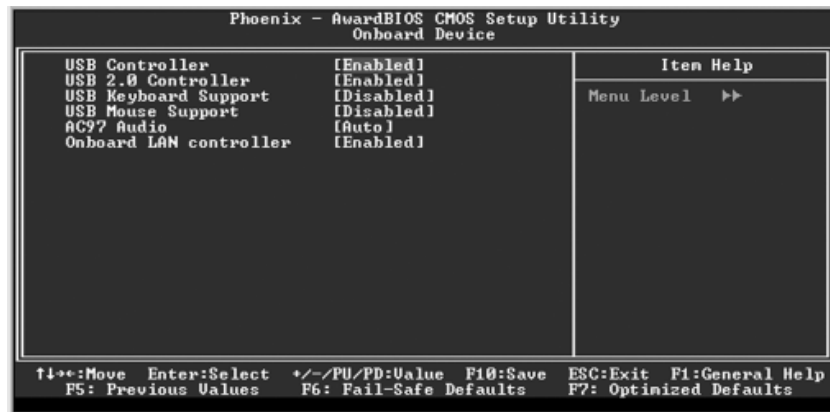 Phoenix - AwardBIOS CMOS Setup Utility
Onboard Device
USB Controller [Enabled]
USB 2.0 Controller [Enabled]
USB Keyboard Support [Disabled]
USB Mouse Support [Disabled]
AC97 Audio [Auto]
Onboard LAN controller [Enabled]
Item Help
Menu Level ▶▶
↑↓→←:Move Enter:Select +/-/PU/PD:Value F10:Save ESC:Exit F1:General Help
F5: Previous Values F6: Fail-Safe Defaults F7: Optimized Defaults